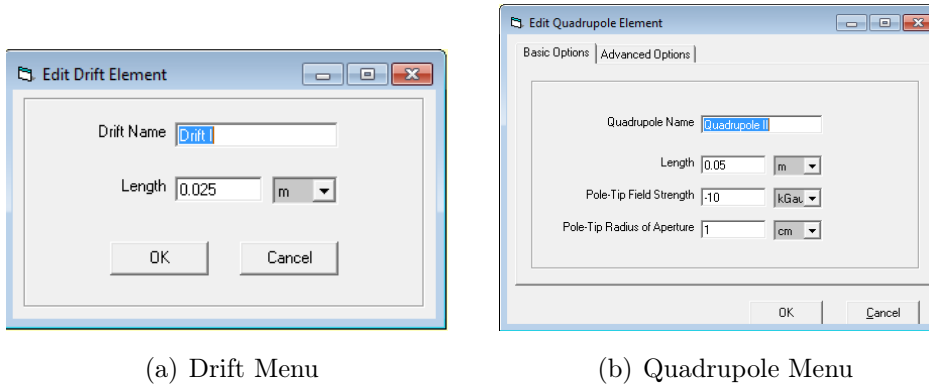 Edit Drift Element
Drift Name Drift I
Length 0.025 m
OK Cancel
(a) Drift Menu
Edit Quadrupole Element
Basic Options Advanced Options
Quadrupole Name Quadrupole II
Length 0.05 m
Pole-Tip Field Strength -10 kGau
Pole-Tip Radius of Aperture 1 cm
OK Cancel
(b) Quadrupole Menu